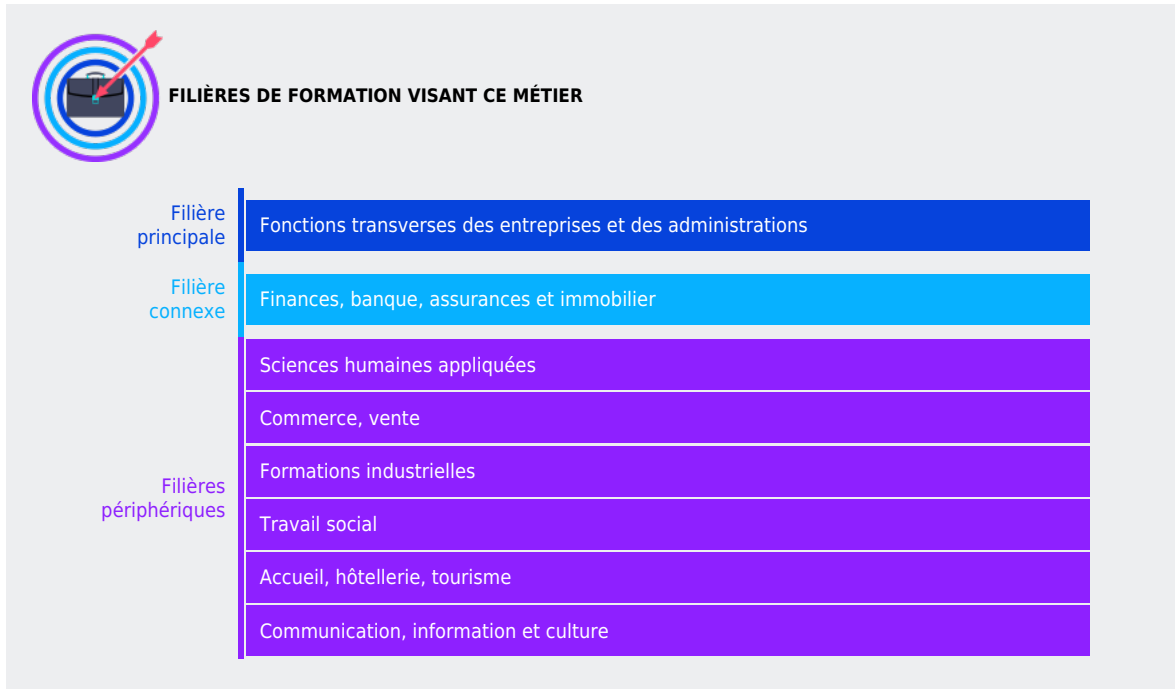 FILIÈRES DE FORMATION VISANT CE MÉTIER
Filière
principale
Fonctions transverses des entreprises et des administrations
Filière
connexe
Finances, banque, assurances et immobilier
Filières
périphériques
Sciences humaines appliquées
Commerce, vente
Formations industrielles
Travail social
Accueil, hôtellerie, tourisme
Communication, information et culture